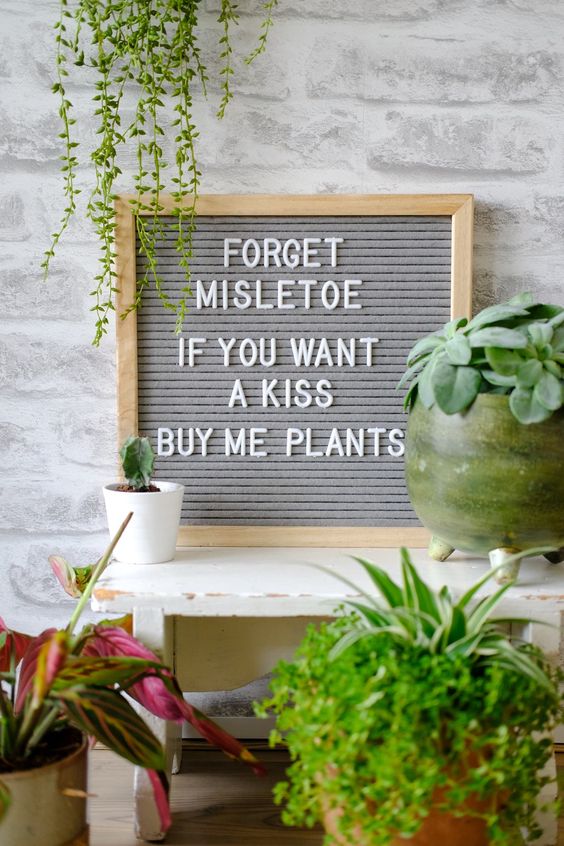 FORGET
MISLETOE
IF YOU WANT
A KISS
BUY ME PLANTS